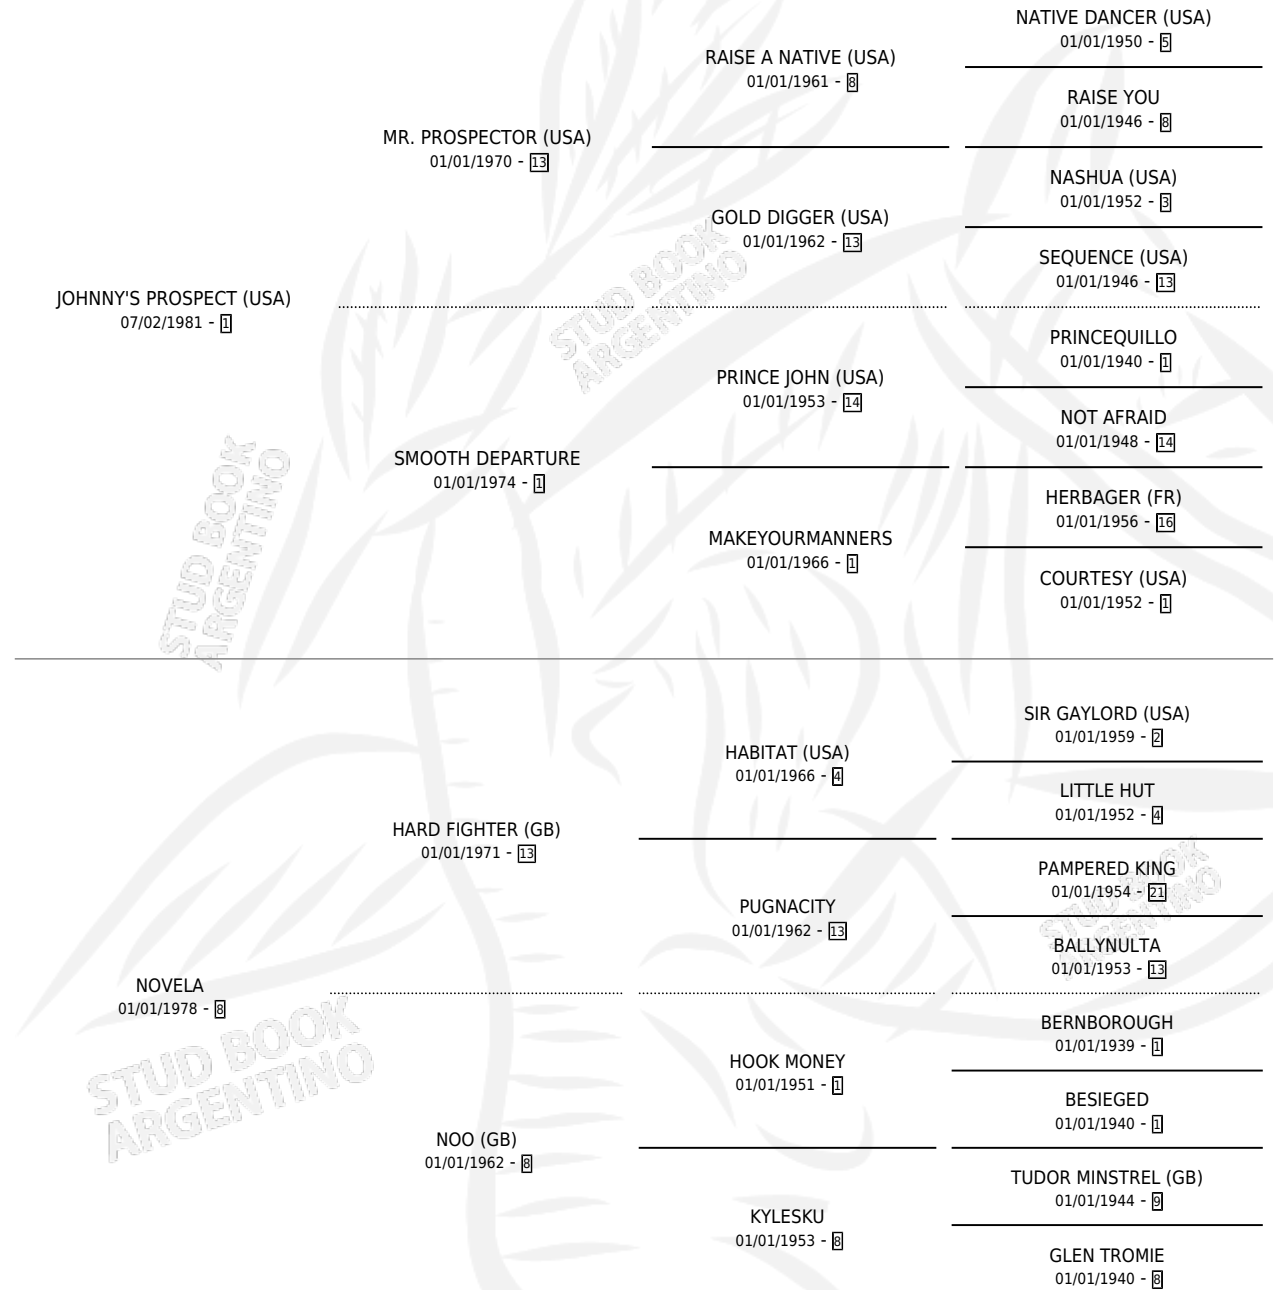 NATIVE DANCER (USA)
01/01/1950 - 5
RAISE A NATIVE (USA)
01/01/1961 - 8
RAISE YOU
01/01/1946 - 8
MR. PROSPECTOR (USA)
01/01/1970 - 13
NASHUA (USA)
01/01/1952 - 3
GOLD DIGGER (USA)
01/01/1962 - 13
SEQUENCE (USA)
01/01/1946 - 13
JOHNNY'S PROSPECT (USA)
07/02/1981 - 1
PRINCEQUILLO
01/01/1940 - 1
PRINCE JOHN (USA)
01/01/1953 - 14
NOT AFRAID
01/01/1948 - 14
SMOOTH DEPARTURE
01/01/1974 - 1
HERBAGER (FR)
01/01/1956 - 16
MAKEYOURMANNERS
01/01/1966 - 1
COURTESY (USA)
01/01/1952 - 1
SIR GAYLORD (USA)
01/01/1959 - 2
HABITAT (USA)
01/01/1966 - 4
LITTLE HUT
01/01/1952 - 4
HARD FIGHTER (GB)
01/01/1971 - 13
PAMPERED KING
01/01/1954 - 21
PUGNACITY
01/01/1962 - 13
BALLYNULTA
01/01/1953 - 13
NOVELA
01/01/1978 - 8
BERNBOROUGH
01/01/1939 - 1
HOOK MONEY
01/01/1951 - 1
BESIEGED
01/01/1940 - 1
NOO (GB)
01/01/1962 - 8
TUDOR MINSTREL (GB)
01/01/1944 - 9
KYLESKU
01/01/1953 - 8
GLEN TROMIE
01/01/1940 - 8
STUD BOOK
ARGENTINO
STUD BOOK
ARGENTINO
STUD BOOK
ARGENTINO
STUD BOOK
ARGENTINO